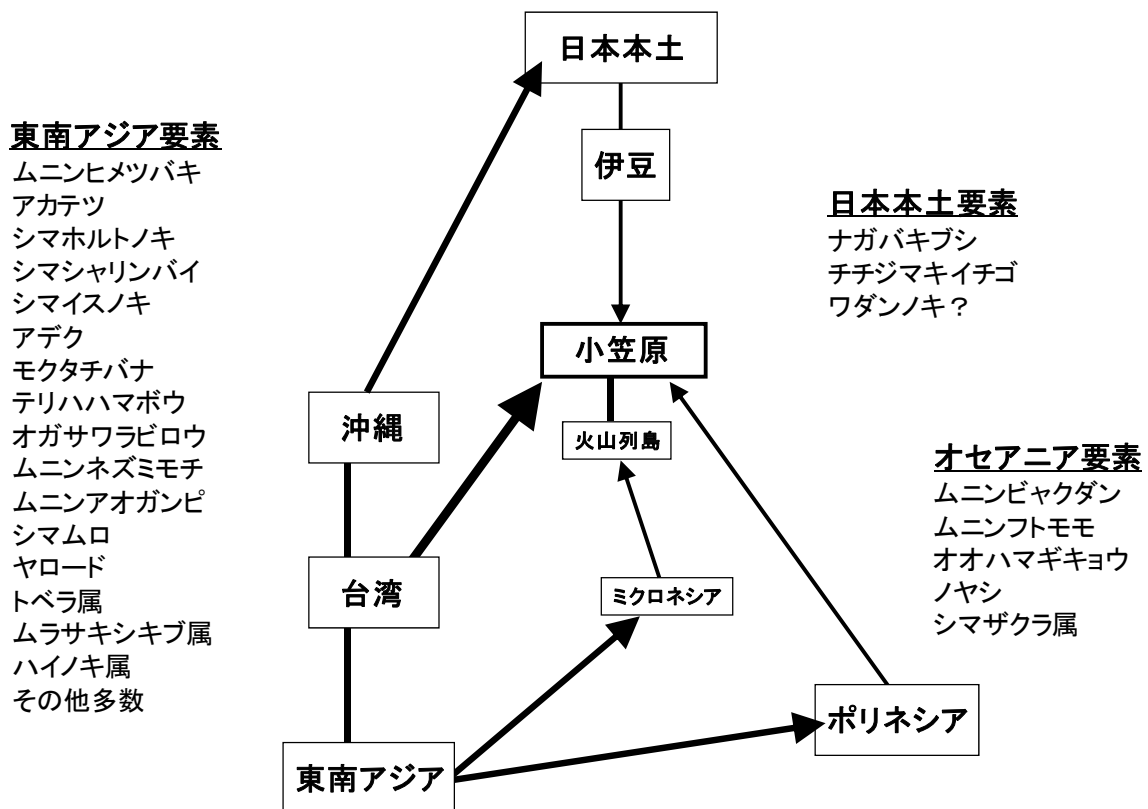 日本本土
伊豆
小笠原
火山列島
沖縄
台湾
ミクロネシア
ポリネシア
東南アジア
東南アジア要素
ムニンヒメツバキ
アカテツ
シマホルトノキ
シマシャリンバイ
シマイスノキ
アデク
モクタチバナ
テリハハマボウ
オガサワラビロウ
ムニンネズミモチ
ムニンアオガンピ
シマムロ
ヤロード
トベラ属
ムラサキシキブ属
ハイノキ属
その他多数
日本本土要素
ナガバキブシ
チチジマキイチゴ
ワダンノキ？
オセアニア要素
ムニンビャクダン
ムニンフトモモ
オオハマギキョウ
ノヤシ
シマザクラ属